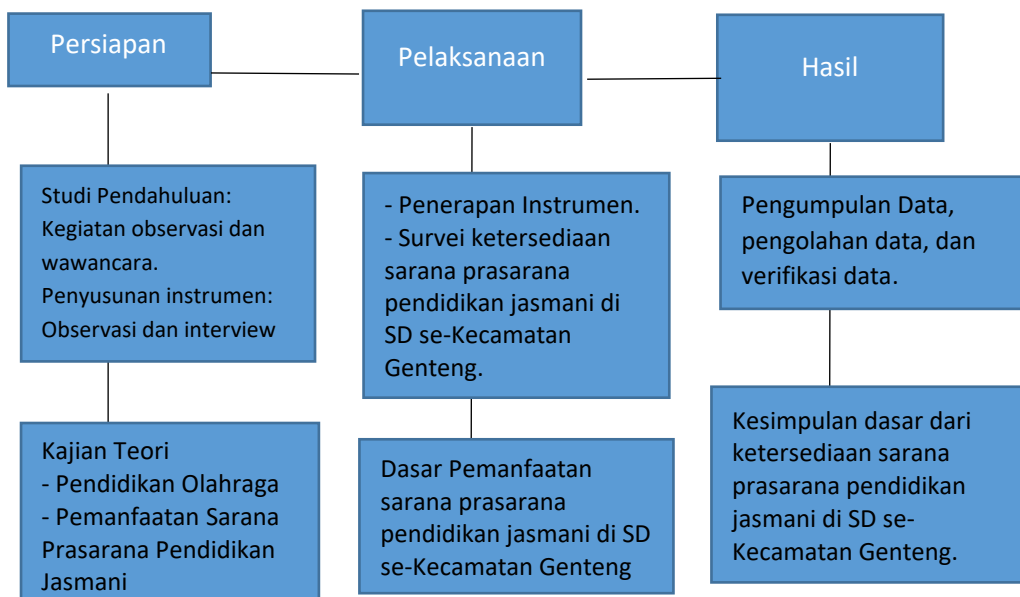 Persiapan
Pelaksanaan
Hasil
Studi Pendahuluan:
Kegiatan observasi dan
wawancara.
Penyusunan instrumen:
Observasi dan interview
- Penerapan Instrumen.
- Survei ketersediaan
sarana prasarana
pendidikan jasmani di
SD se-Kecamatan
Genteng.
Pengumpulan Data,
pengolahan data, dan
verifikasi data.
Kajian Teori
- Pendidikan Olahraga
- Pemanfaatan Sarana
Prasarana Pendidikan
Jasmani
Dasar Pemanfaatan
sarana prasarana
pendidikan jasmani di SD
se-Kecamatan Genteng
Kesimpulan dasar dari
ketersediaan sarana
prasarana pendidikan
jasmani di SD se-
Kecamatan Genteng.